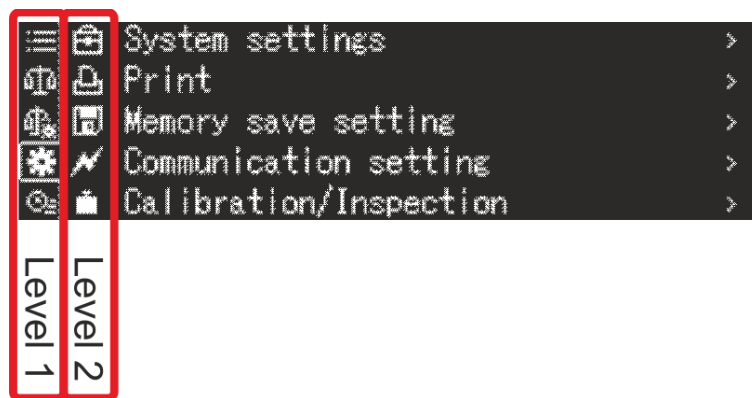 System settings >
Print >
Memory save setting >
Communication setting >
Calibration/Inspection >
Level 1
Level 2